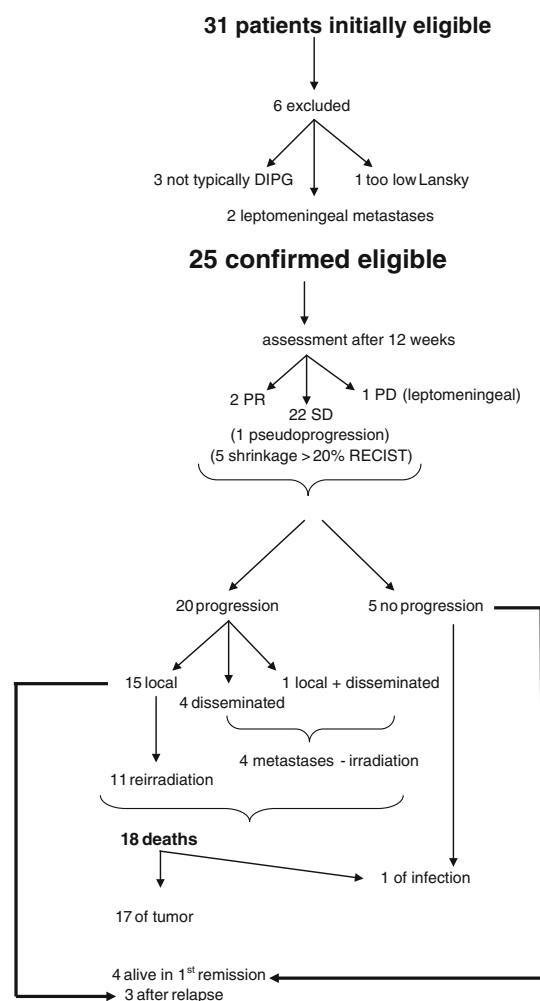 31 patients initially eligible
6 excluded
3 not typically DIPG
1 too low Lansky
2 leptomeningeal metastases
25 confirmed eligible
assessment after 12 weeks
2 PR
1 PD (leptomeningeal)
22 SD
(1 pseudoprogression)
(5 shrinkage > 20% RECIST)
20 progression
5 no progression
15 local
1 local + disseminated
4 disseminated
4 metastases - irradiation
11 reirradiation
18 deaths
1 of infection
17 of tumor
4 alive in 1st remission
3 after relapse